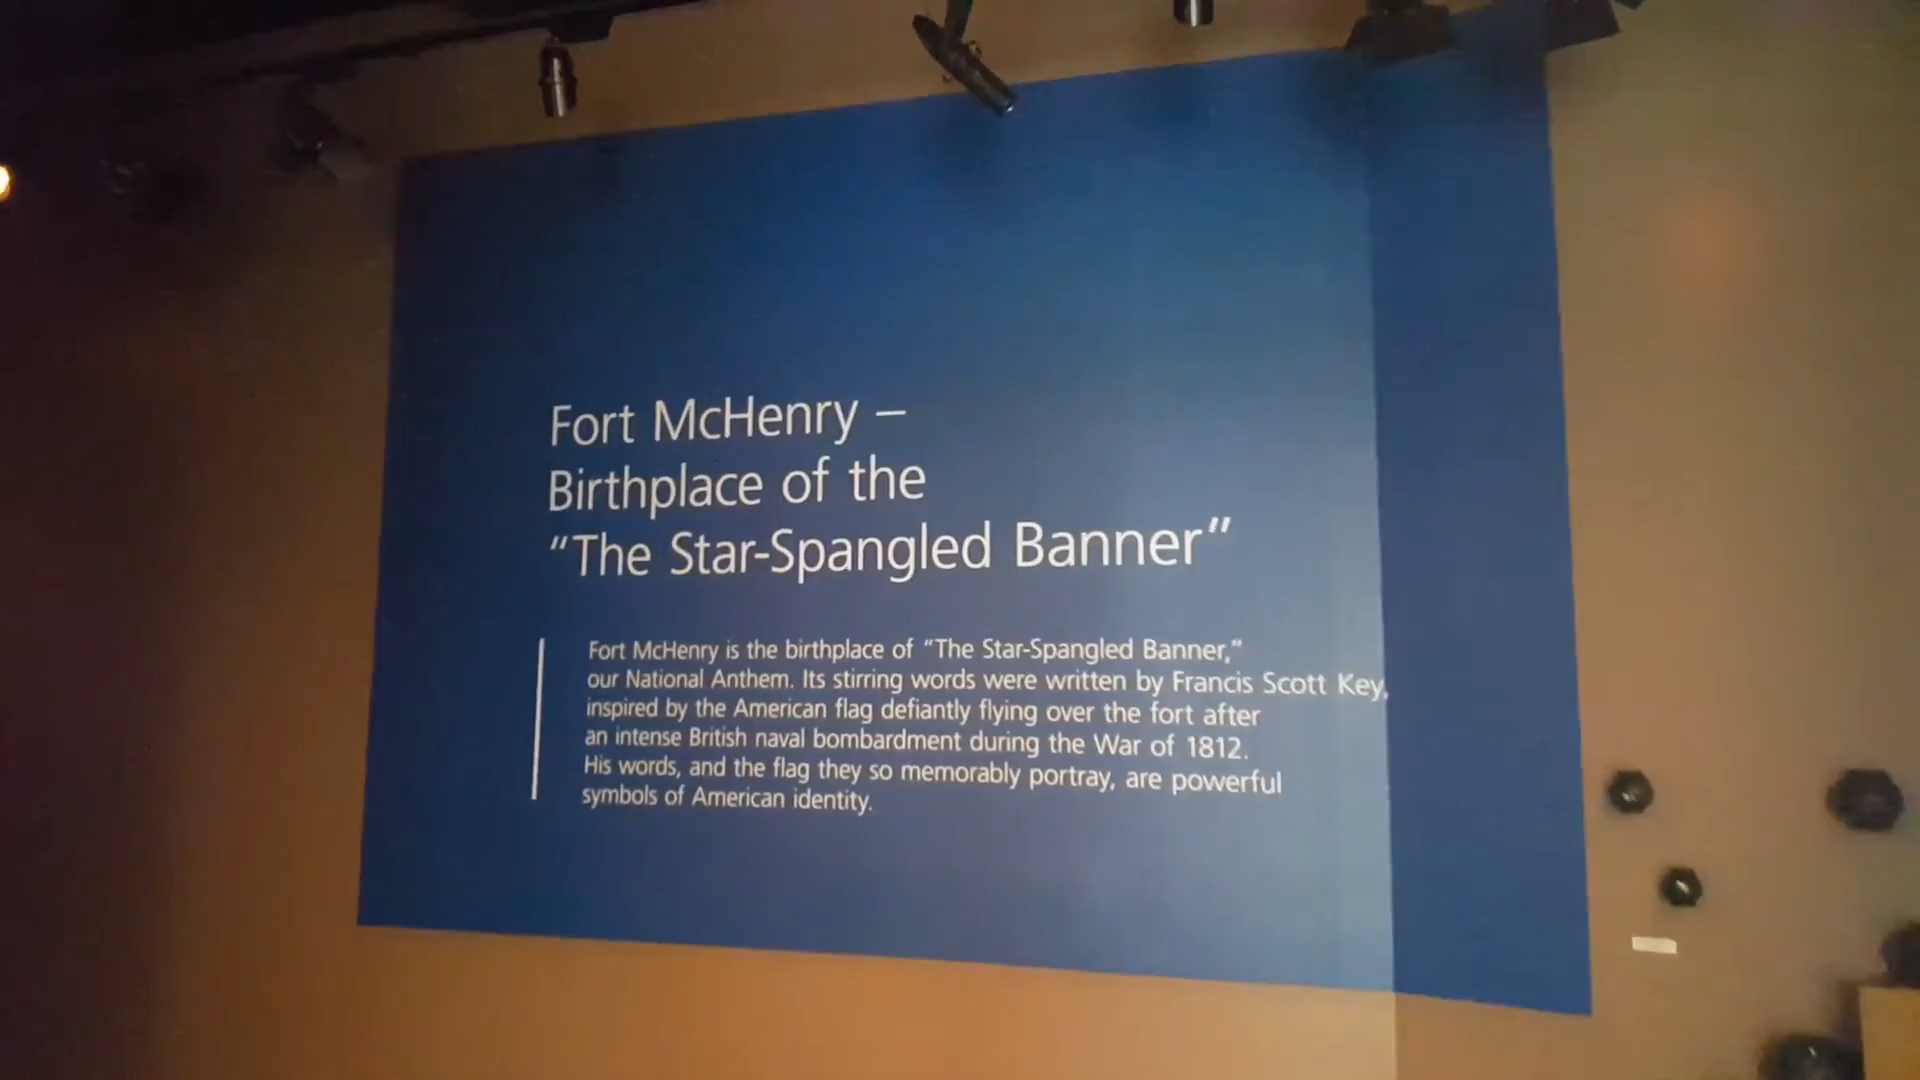 Fort McHenry –
Birthplace of the
“The Star-Spangled Banner”
Fort McHenry is the birthplace of “The Star-Spangled Banner,”
our National Anthem. Its stirring words were written by Francis Scott Key,
inspired by the American flag defiantly flying over the fort after
an intense British naval bombardment during the War of 1812.
His words, and the flag they so memorably portray, are powerful
symbols of American identity.